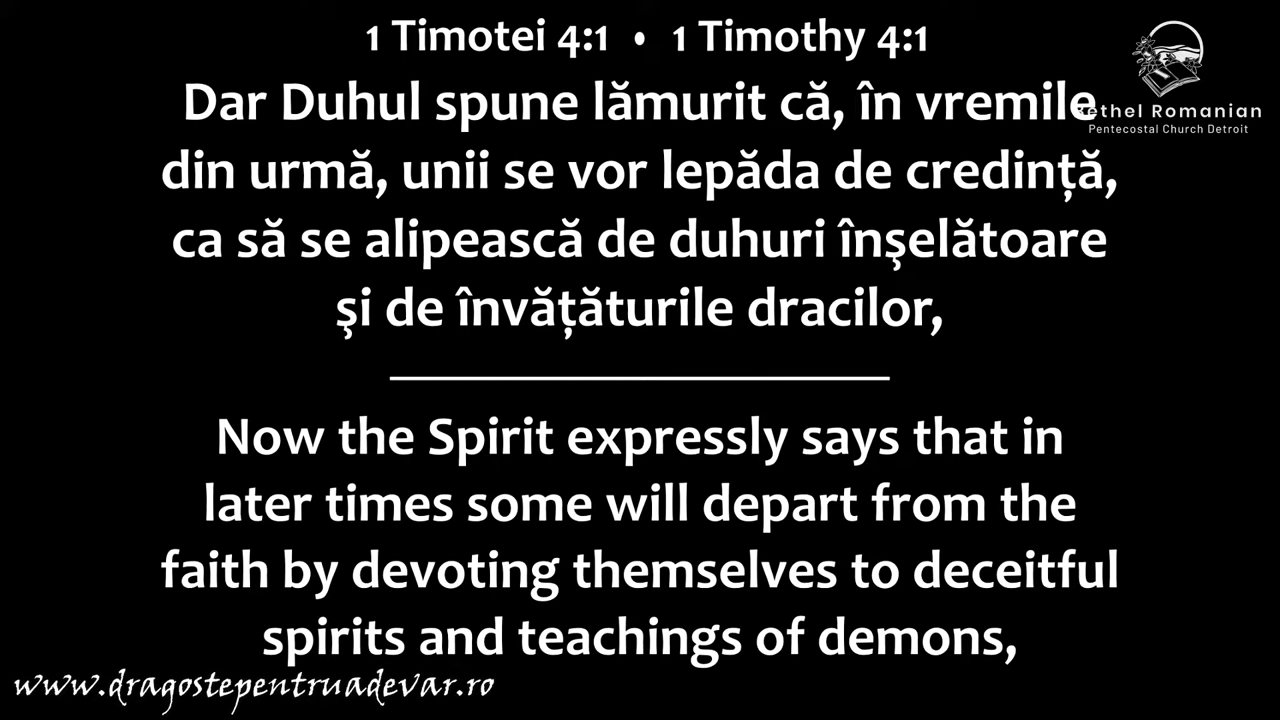 1 Timotei 4:1 • 1 Timothy 4:1
Dar Duhul spune lămurit că, în vremile
din urmă, unii se vor lepăda de credință,
ca să se alipească de duhuri înşelătoare
şi de învățăturile dracilor,
Now the Spirit expressly says that in
later times some will depart from the
faith by devoting themselves to deceitful
spirits and teachings of demons,
ethel Romanian
Pentecostal Church Detroit
www.dragostepentruadevar.ro